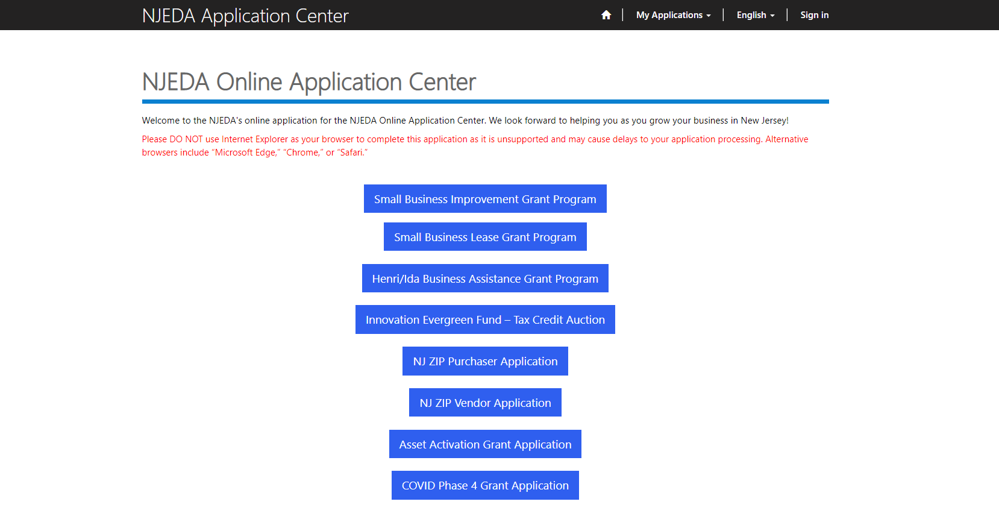 NJEDA Application Center
My Applications
English
Sign in
NJEDA Online Application Center
Welcome to the NJEDA's online application for the NJEDA Online Application Center. We look forward to helping you as you grow your business in New Jersey!
Please DO NOT use Internet Explorer as your browser to complete this application as it is unsupported and may cause delays to your application processing. Alternative
browsers include “Microsoft Edge,” “Chrome,” or “Safari.”
Small Business Improvement Grant Program
Small Business Lease Grant Program
Henri/Ida Business Assistance Grant Program
Innovation Evergreen Fund – Tax Credit Auction
NJ ZIP Purchaser Application
NJ ZIP Vendor Application
Asset Activation Grant Application
COVID Phase 4 Grant Application